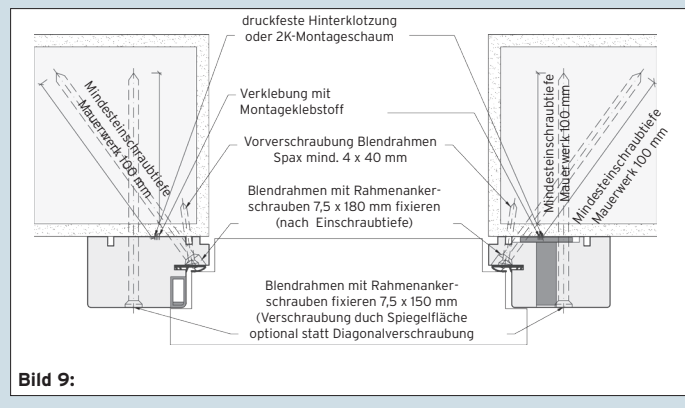 druckfeste Hinterklotzung
oder 2K-Montageschaum
Mindesteinschraubtiefe
Mauerwerk 100 mm
Verklebung mit
Montageklebstoff
Vorverschraubung Blendrahmen
Spax mind. 4 x 40 mm
Blendrahmen mit Rahmenanker-
schrauben 7,5 x 180 mm fixieren
(nach Einschraubtiefe)
Mindesteinschraubtiefe
Mauerwerk 100 mm
Mindesteinschraubtiefe
Mauerwerk 100 mm
Blendrahmen mit Rahmenanker-
schrauben fixieren 7,5 x 150 mm
(Verschraubung duch Spiegelfläche
optional statt Diagonalverschraubung
Bild 9: